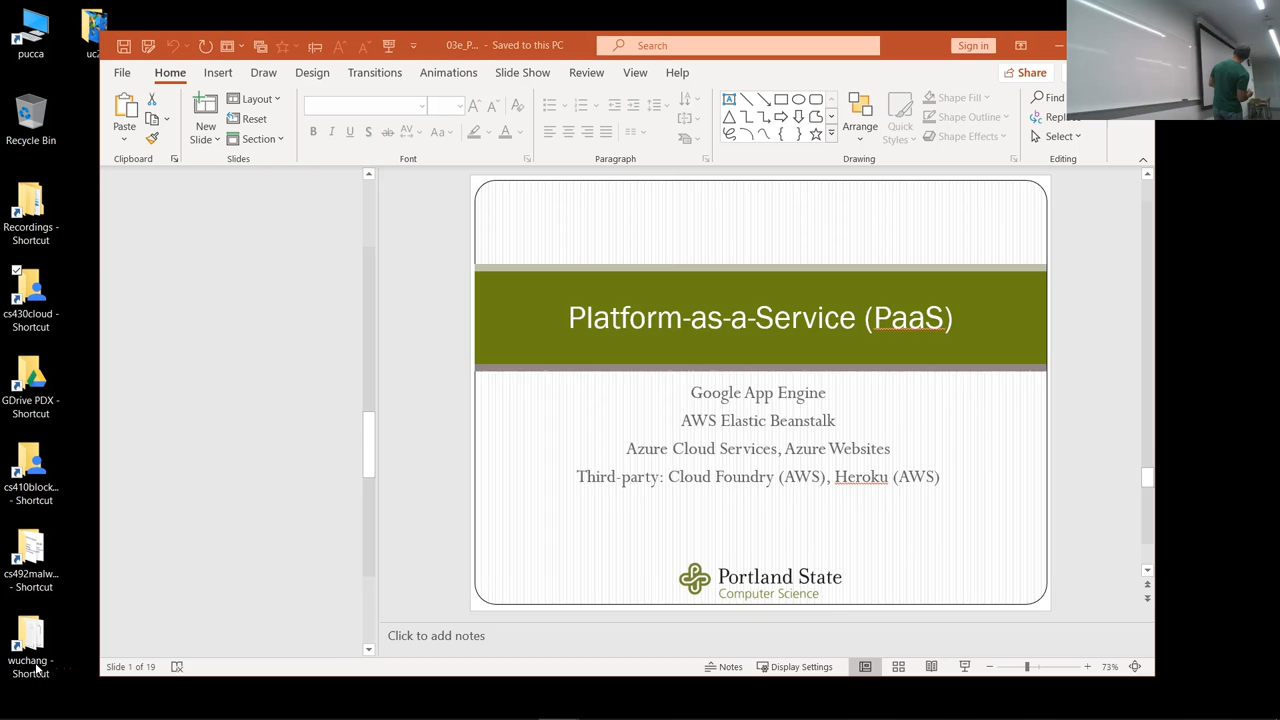 pucca
uc2
Recycle Bin
Recordings -
Shortcut
cs430cloud -
Shortcut
GDrive PDX -
Shortcut
cs410block...
- Shortcut
cs492malw...
- Shortcut
wuchang -
Shortcut
03e_P... - Saved to this PC
Search
Sign in
File Home Insert Draw Design Transitions Animations Slide Show Review View Help
Share
Paste
New
Slide
Layout
Reset
Section
B I U S ab AV Aa A
Arrange
Quick
Styles
Shape Fill
Shape Outline
Shape Effects
Find
Select
Clipboard Slides Font Paragraph Drawing Editing
Platform-as-a-Service (PaaS)
Google App Engine
AWS Elastic Beanstalk
Azure Cloud Services, Azure Websites
Third-party: Cloud Foundry (AWS), Heroku (AWS)
Portland State
Computer Science
Click to add notes
Slide 1 of 19
Notes
Display Settings
73%